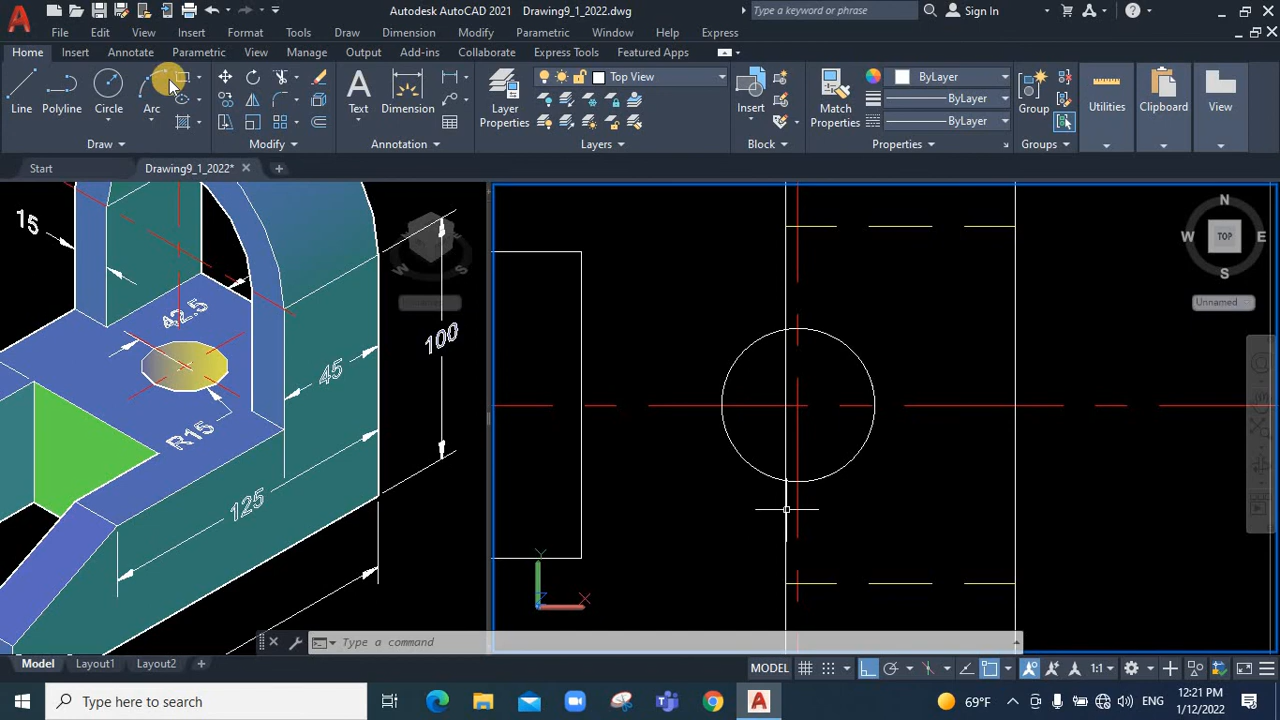 Autodesk AutoCAD 2021 Drawing9_1_2022.dwg
Type a keyword or phrase
Sign In
File Edit View Insert Format Tools Draw Dimension Modify Parametric Window Help Express
Home Insert Annotate Parametric View Manage Output Add-ins Collaborate Express Tools Featured Apps
Line Polyline Circle Arc
Text Dimension
Layer Properties
Top View
Insert
Match Properties
ByLayer
ByLayer
ByLayer
Group
Utilities
Clipboard
View
Draw Modify Annotation Layers Block Properties Groups
Start Drawing9_1_2022*
15
42.5
R15
45
125
100
W S
N
W TOP E
S
Unnamed
Y
X
Z
Type a command
Model Layout1 Layout2
MODEL
1:1
Type here to search
69°F
ENG
12:21 PM
1/12/2022